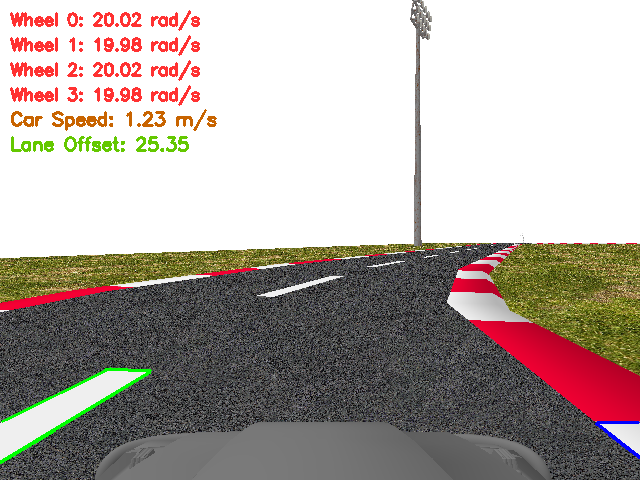 Wheel 0: 20.02 rad/s
Wheel 1: 19.98 rad/s
Wheel 2: 20.02 rad/s
Wheel 3: 19.98 rad/s
Car Speed: 1.23 m/s
Lane Offset: 25.35